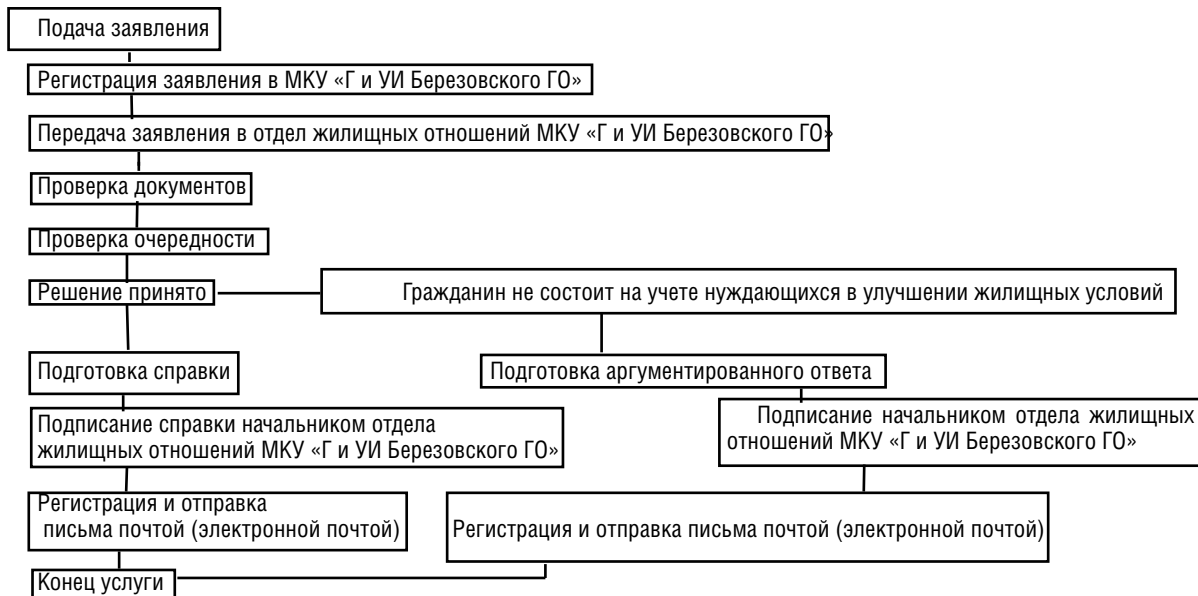 Подача заявления
Регистрация заявления в МКУ «Г и УИ Березовского ГО»
Передача заявления в отдел жилищных отношений МКУ «Г и УИ Березовского ГО»
Проверка документов
Проверка очередности
Решение принято
Гражданин не состоит на учете нуждающихся в улучшении жилищных условий
Подготовка справки
Подготовка аргументированного ответа
Подписание справки начальником отдела
жилищных отношений МКУ «Г и УИ Березовского ГО»
Подписание начальником отдела жилищных
отношений МКУ «Г и УИ Березовского ГО»
Регистрация и отправка
письма почтой (электронной почтой)
Регистрация и отправка письма почтой (электронной почтой)
Конец услуги